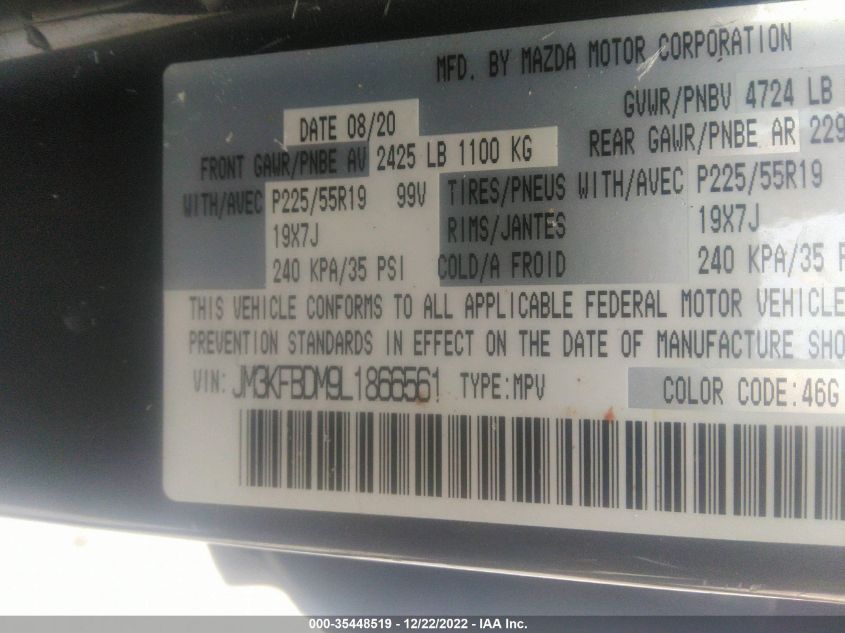 MFD. BY MAZDA MOTOR CORPORATION
GVWR/PNBV 4724 LB
DATE 08/20
FRONT GAWR/PNBE AV 2425 LB 1100 KG
REAR GAWR/PNBE AR 229
WITH/AVEC P225/55R19 99V TIRES/PNEUS WITH/AVEC P225/55R19
19X7J RIMS/JANTES 19X7J
240 KPA/35 PSI COLD/A FROID 240 KPA/35 P
THIS VEHICLE CONFORMS TO ALL APPLICABLE FEDERAL MOTOR VEHICLE
PREVENTION STANDARDS IN EFFECT ON THE DATE OF MANUFACTURE SHO
VIN: JM3KFBDM9L1866561 TYPE:MPV COLOR CODE:46G
000-35448519 - 12/22/2022 - IAA Inc.